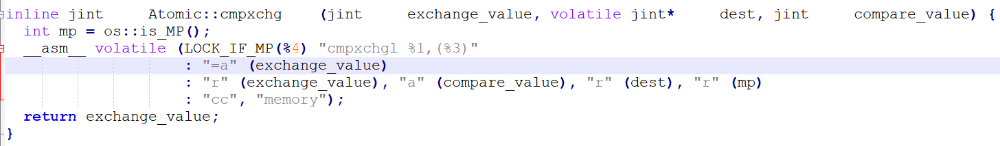 inline jint     Atomic::cmpxchg    (jint     exchange_value, volatile jint*     dest, jint     compare_value) {
  int mp = os::is_MP();
  __asm__ volatile (LOCK_IF_MP(%4) "cmpxchgl %1,(%3)"
                    : "=a" (exchange_value)
                    : "r" (exchange_value), "a" (compare_value), "r" (dest), "r" (mp)
                    : "cc", "memory");
  return exchange_value;
}